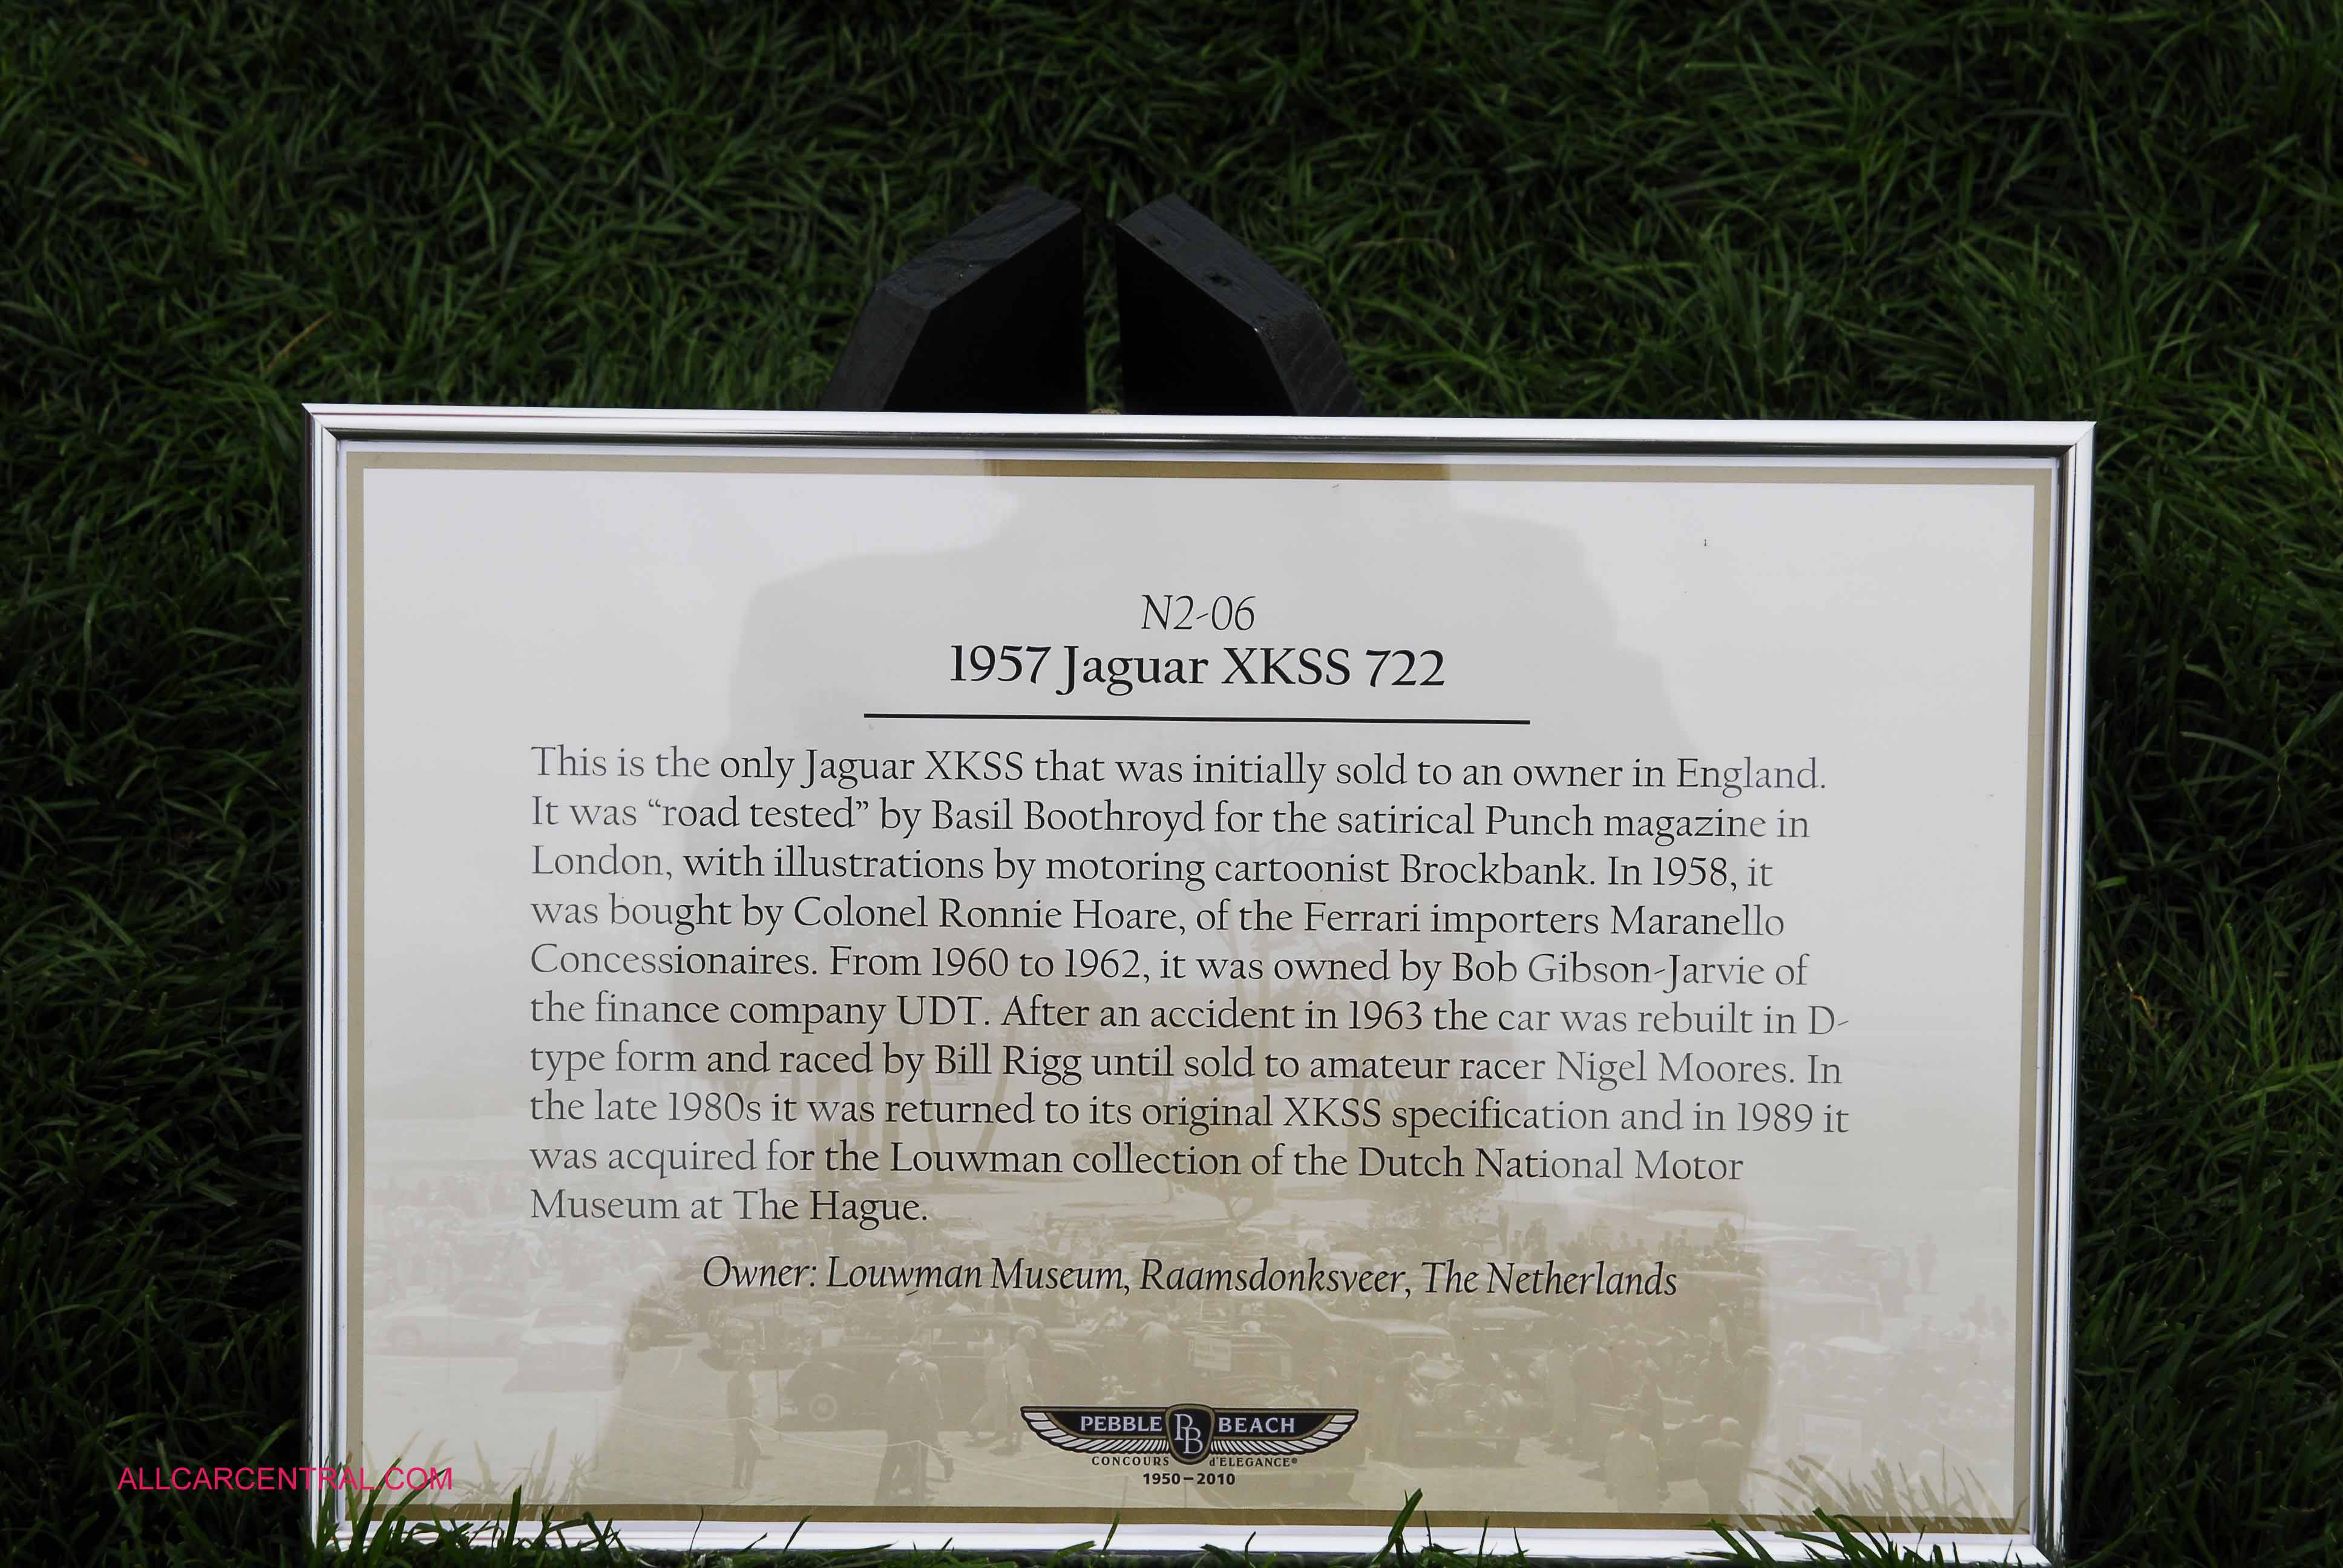 N2-06
1957 Jaguar XKSS 722
This is the only Jaguar XKSS that was initially sold to an owner in England.
It was “road tested” by Basil Boothroyd for the satirical Punch magazine in
London, with illustrations by motoring cartoonist Brockbank. In 1958, it
was bought by Colonel Ronnie Hoare, of the Ferrari importers Maranello
Concessionaires. From 1960 to 1962, it was owned by Bob Gibson-Jarvie of
the finance company UDT. After an accident in 1963 the car was rebuilt in D-
type form and raced by Bill Rigg until sold to amateur racer Nigel Moores. In
the late 1980s it was returned to its original XKSS specification and in 1989 it
was acquired for the Louwman collection of the Dutch National Motor
Museum at The Hague.
Owner: Louwman Museum, Raamsdonksveer, The Netherlands
PEBBLE PB BEACH
CONCOURS d'ELEGANCE®
1950–2010
ALLCARCENTRAL.COM